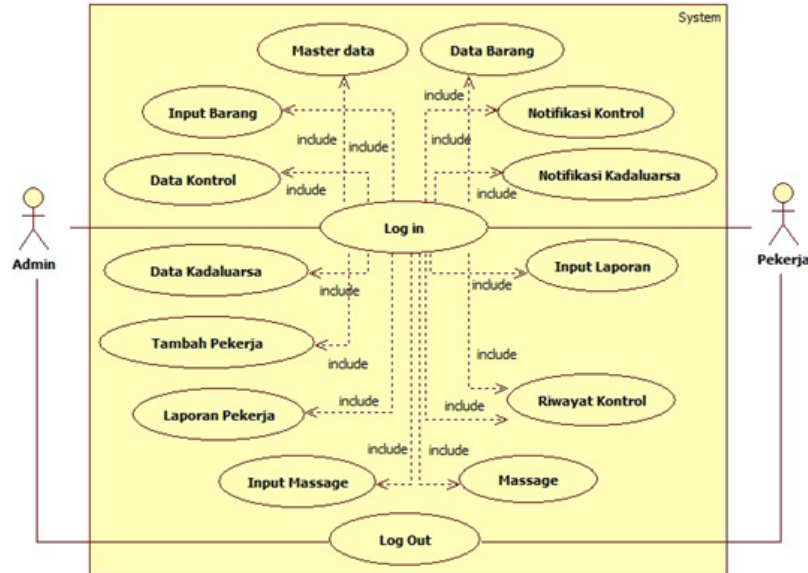 System
Master data
Data Barang
include
Input Barang
Notifikasi Kontrol
include
include
include
Data Kontrol
Notifikasi Kadaluarsa
include
include
Log in
Admin
Pekerja
Data Kadaluarsa
Input Laporan
include
include
Tambah Pekerja
include
include
Laporan Pekerja
Riwayat Kontrol
include
include
include
include
Input Massage
Massage
Log Out